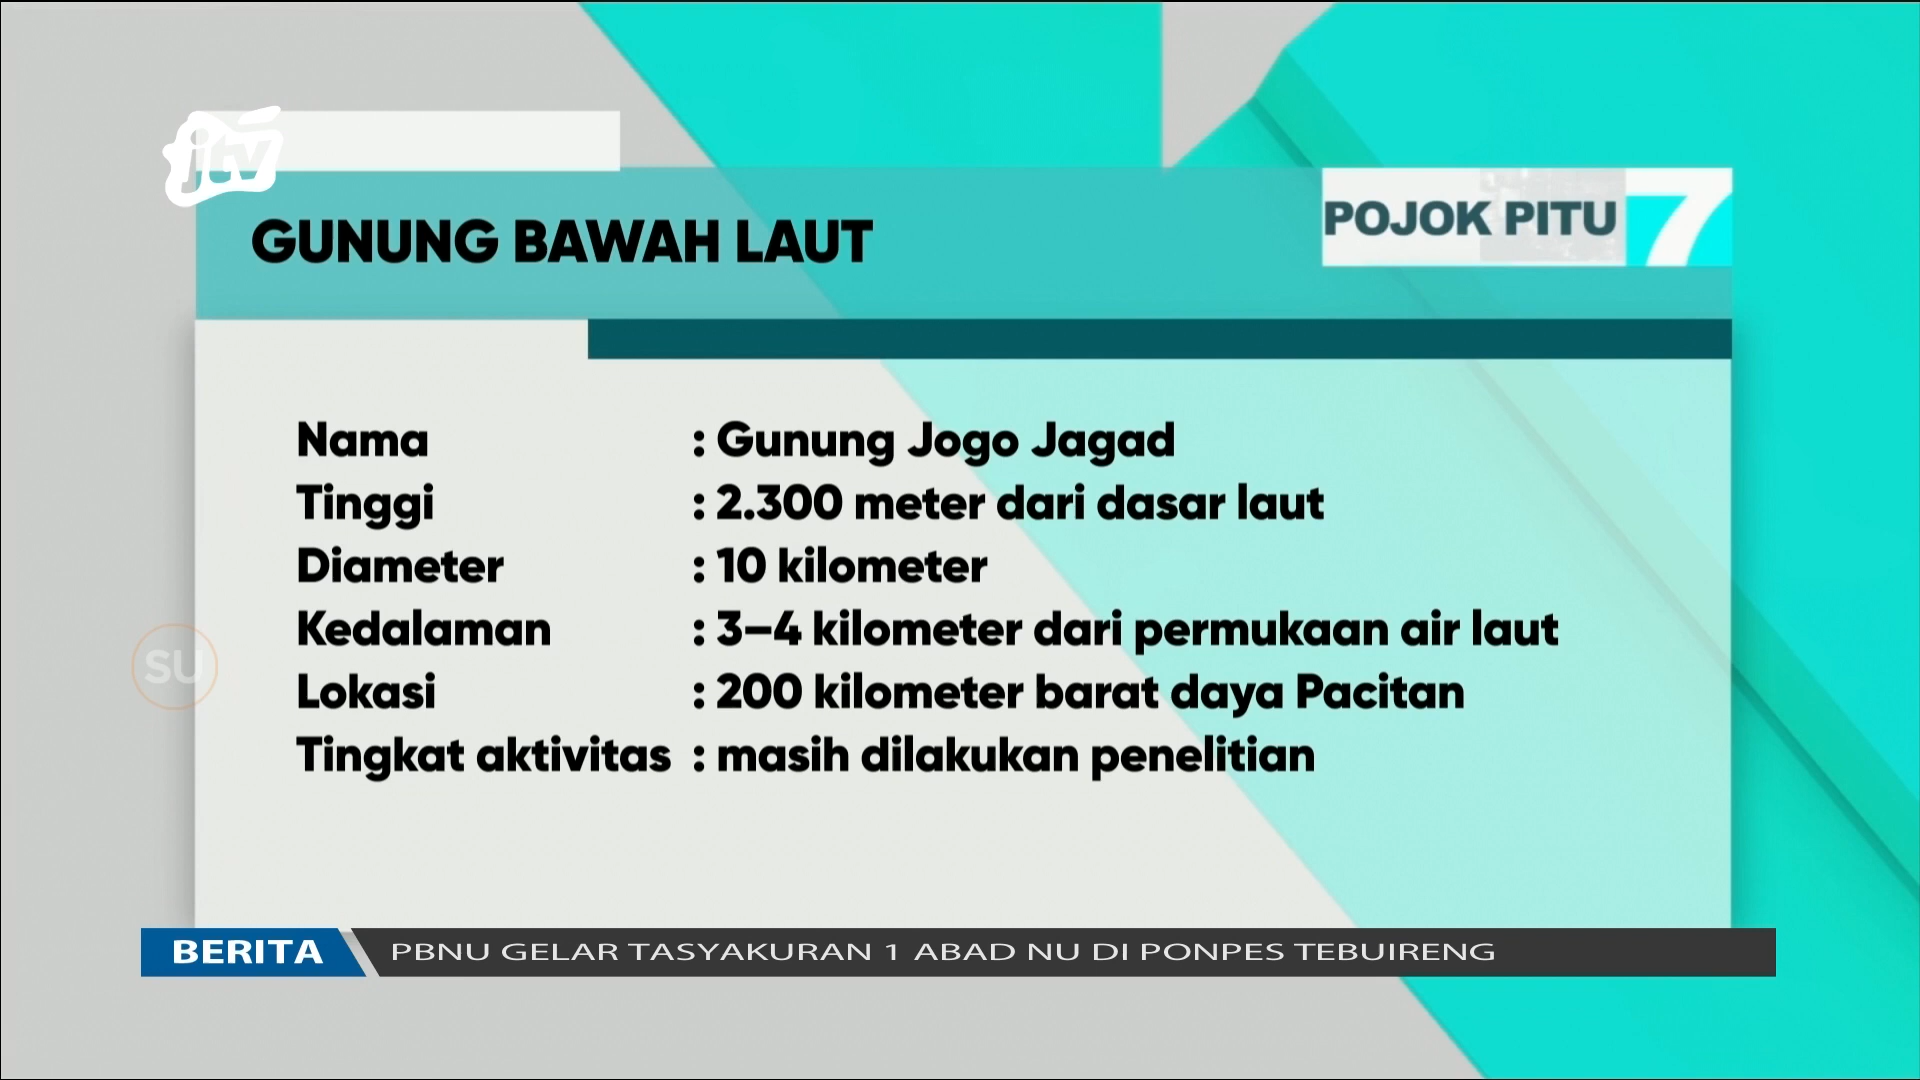 jtv
POJOK PITU 7
GUNUNG BAWAH LAUT
Nama : Gunung Jogo Jagad
Tinggi : 2.300 meter dari dasar laut
Diameter : 10 kilometer
Kedalaman : 3–4 kilometer dari permukaan air laut
Lokasi : 200 kilometer barat daya Pacitan
Tingkat aktivitas : masih dilakukan penelitian
SU
BERITA PBNU GELAR TASYAKURAN 1 ABAD NU DI PONPES TEBUIRENG